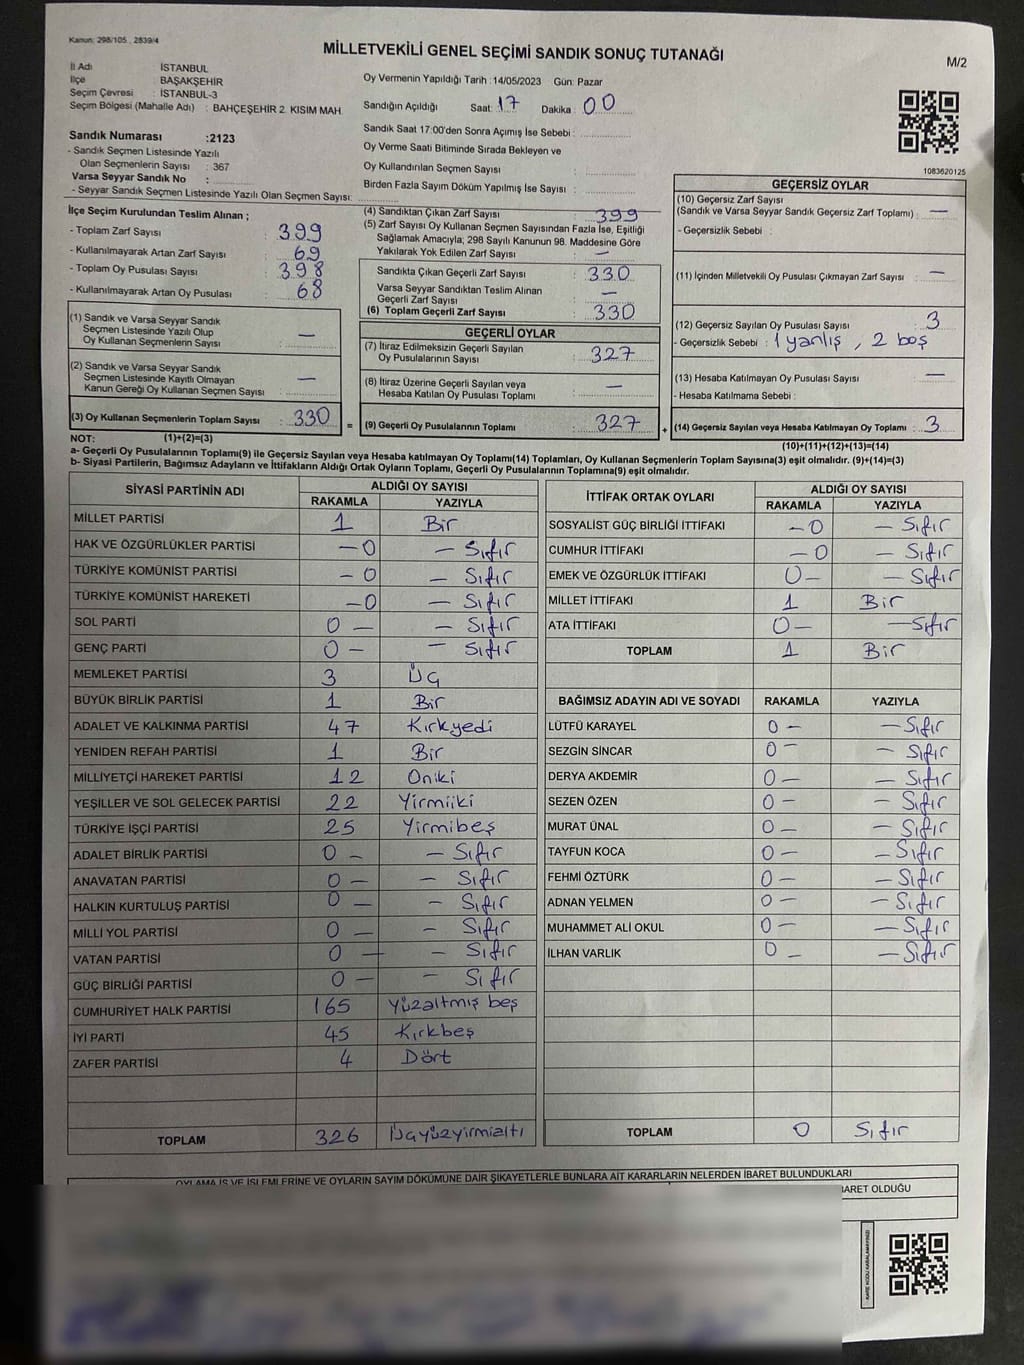 Kanun: 298/105, 2839/4
MİLLETVEKİLİ GENEL SEÇİMİ SANDIK SONUÇ TUTANAĞI
M/2
İl Adı : İSTANBUL
İlçe : BAŞAKŞEHİR
Seçim Çevresi : İSTANBUL-3
Seçim Bölgesi (Mahalle Adı) : BAHÇEŞEHİR 2. KISIM MAH
Sandık Numarası :2123
- Sandık Seçmen Listesinde Yazılı
Olan Seçmenlerin Sayısı : 367
Varsa Seyyar Sandık No :
- Seyyar Sandık Seçmen Listesinde Yazılı Olan Seçmen Sayısı:
Oy Vermenin Yapıldığı Tarih :14/05/2023 Gün: Pazar
Sandığın Açıldığı Saat: 17 Dakika : 00
Sandık Saat 17:00'den Sonra Açımış İse Sebebi :
Oy Verme Saati Bitiminde Sırada Bekleyen ve
Oy Kullandırılan Seçmen Sayısı :
Birden Fazla Sayım Döküm Yapılmış İse Sayısı :
1083620125
İlçe Seçim Kurulundan Teslim Alınan ;
- Toplam Zarf Sayısı : 399
- Kullanılmayarak Artan Zarf Sayısı : 69
- Toplam Oy Pusulası Sayısı : 398
- Kullanılmayarak Artan Oy Pusulası : 68
(1) Sandık ve Varsa Seyyar Sandık
Seçmen Listesinde Yazılı Olup
Oy Kullanan Seçmenlerin Sayısı : —
(2) Sandık ve Varsa Seyyar Sandık
Seçmen Listesinde Kayıtlı Olmayan
Kanun Gereği Oy Kullanan Seçmen Sayısı : —
(3) Oy Kullanan Seçmenlerin Toplam Sayısı : 330
(4) Sandıktan Çıkan Zarf Sayısı : 399
(5) Zarf Sayısı Oy Kullanan Seçmen Sayısından Fazla İse, Eşitliği
Sağlamak Amacıyla; 298 Sayılı Kanunun 98. Maddesine Göre
Yakılarak Yok Edilen Zarf Sayısı : —
Sandıkta Çıkan Geçerli Zarf Sayısı : 330
Varsa Seyyar Sandıktan Teslim Alınan
Geçerli Zarf Sayısı : —
(6) Toplam Geçerli Zarf Sayısı : 330
GEÇERLİ OYLAR
(7) İtiraz Edilmeksizin Geçerli Sayılan
Oy Pusulalarının Sayısı : 327
(8) İtiraz Üzerine Geçerli Sayılan veya
Hesaba Katılan Oy Pusulası Toplamı : —
= (9) Geçerli Oy Pusulalarının Toplamı : 327 +
GEÇERSİZ OYLAR
(10) Geçersiz Zarf Sayısı
(Sandık ve Varsa Seyyar Sandık Geçersiz Zarf Toplamı) : —
- Geçersizlik Sebebi :
(11) İçinden Milletvekili Oy Pusulası Çıkmayan Zarf Sayısı : —
(12) Geçersiz Sayılan Oy Pusulası Sayısı : 3
- Geçersizlik Sebebi : 1 yanlış , 2 boş
(13) Hesaba Katılmayan Oy Pusulası Sayısı : —
- Hesaba Katılmama Sebebi :
(14) Geçersiz Sayılan veya Hesaba Katılmayan Oy Toplamı : 3
NOT: (1)+(2)=(3)
(10)+(11)+(12)+(13)=(14)
a- Geçerli Oy Pusulalarının Toplamı(9) ile Geçersiz Sayılan veya Hesaba Katılmayan Oy Toplamı(14) Toplamları, Oy Kullanan Seçmenlerin Toplam Sayısına(3) eşit olmalıdır. (9)+(14)=(3)
b- Siyasi Partilerin, Bağımsız Adayların ve İttifakların Aldığı Ortak Oyların Toplamı, Geçerli Oy Pusulalarının Toplamına(9) eşit olmalıdır.
SİYASİ PARTİNİN ADI ALDIĞI OY SAYISI
RAKAMLA YAZIYLA
MİLLET PARTİSİ 1 Bir
HAK VE ÖZGÜRLÜKLER PARTİSİ —0 — Sıfır
TÜRKİYE KOMÜNİST PARTİSİ —0 — Sıfır
TÜRKİYE KOMÜNİST HAREKETİ —0 — Sıfır
SOL PARTİ 0 — — Sıfır
GENÇ PARTİ 0 — — Sıfır
MEMLEKET PARTİSİ 3 Üç
BÜYÜK BİRLİK PARTİSİ 1 Bir
ADALET VE KALKINMA PARTİSİ 47 Kırkyedi
YENİDEN REFAH PARTİSİ 1 Bir
MİLLİYETÇİ HAREKET PARTİSİ 12 Oniki
YEŞİLLER VE SOL GELECEK PARTİSİ 22 Yirmiiki
TÜRKİYE İŞÇİ PARTİSİ 25 Yirmibeş
ADALET BİRLİK PARTİSİ 0 — — Sıfır
ANAVATAN PARTİSİ 0 — — Sıfır
HALKIN KURTULUŞ PARTİSİ 0 — — Sıfır
MİLLİ YOL PARTİSİ 0 — — Sıfır
VATAN PARTİSİ 0 — — Sıfır
GÜÇ BİRLİĞİ PARTİSİ 0 — — Sıfır
CUMHURİYET HALK PARTİSİ 165 Yüzaltmış beş
İYİ PARTİ 45 Kırkbeş
ZAFER PARTİSİ 4 Dört
TOPLAM 326 Üçyüzyirmialtı
İTTİFAK ORTAK OYLARI ALDIĞI OY SAYISI
RAKAMLA YAZIYLA
SOSYALİST GÜÇ BİRLİĞİ İTTİFAKI —0 — Sıfır
CUMHUR İTTİFAKI —0 — Sıfır
EMEK VE ÖZGÜRLÜK İTTİFAKI 0— — Sıfır
MİLLET İTTİFAKI 1 Bir
ATA İTTİFAKI 0— — Sıfır
TOPLAM 1 Bir
BAĞIMSIZ ADAYIN ADI VE SOYADI RAKAMLA YAZIYLA
LÜTFÜ KARAYEL 0 — — Sıfır
SEZGİN SİNCAR 0 — — Sıfır
DERYA AKDEMİR 0 — — Sıfır
SEZEN ÖZEN 0 — — Sıfır
MURAT ÜNAL 0 — — Sıfır
TAYFUN KOCA 0 — — Sıfır
FEHMİ ÖZTÜRK 0 — — Sıfır
ADNAN YELMEN 0 — — Sıfır
MUHAMMET ALİ OKUL 0 — — Sıfır
İLHAN VARLIK 0 — — Sıfır
TOPLAM 0 Sıfır
OYLAMA İŞ VE İŞLEMLERİNE VE OYLARIN SAYIM DÖKÜMÜNE DAİR ŞİKAYETLERLE BUNLARA AİT KARARLARIN NELERDEN İBARET BULUNDUKLARI
İBARET OLDUĞU
KARE KODU KARALAMAYINIZ!